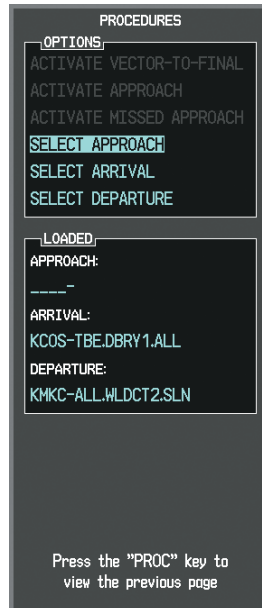 PROCEDURES
OPTIONS
ACTIVATE VECTOR-TO-FINAL
ACTIVATE APPROACH
ACTIVATE MISSED APPROACH
SELECT APPROACH
SELECT ARRIVAL
SELECT DEPARTURE
LOADED
APPROACH:
____-
ARRIVAL:
KCOS-TBE.DBRY1.ALL
DEPARTURE:
KMKC-ALL.WLDCT2.SLN
Press the "PROC" key to
view the previous page